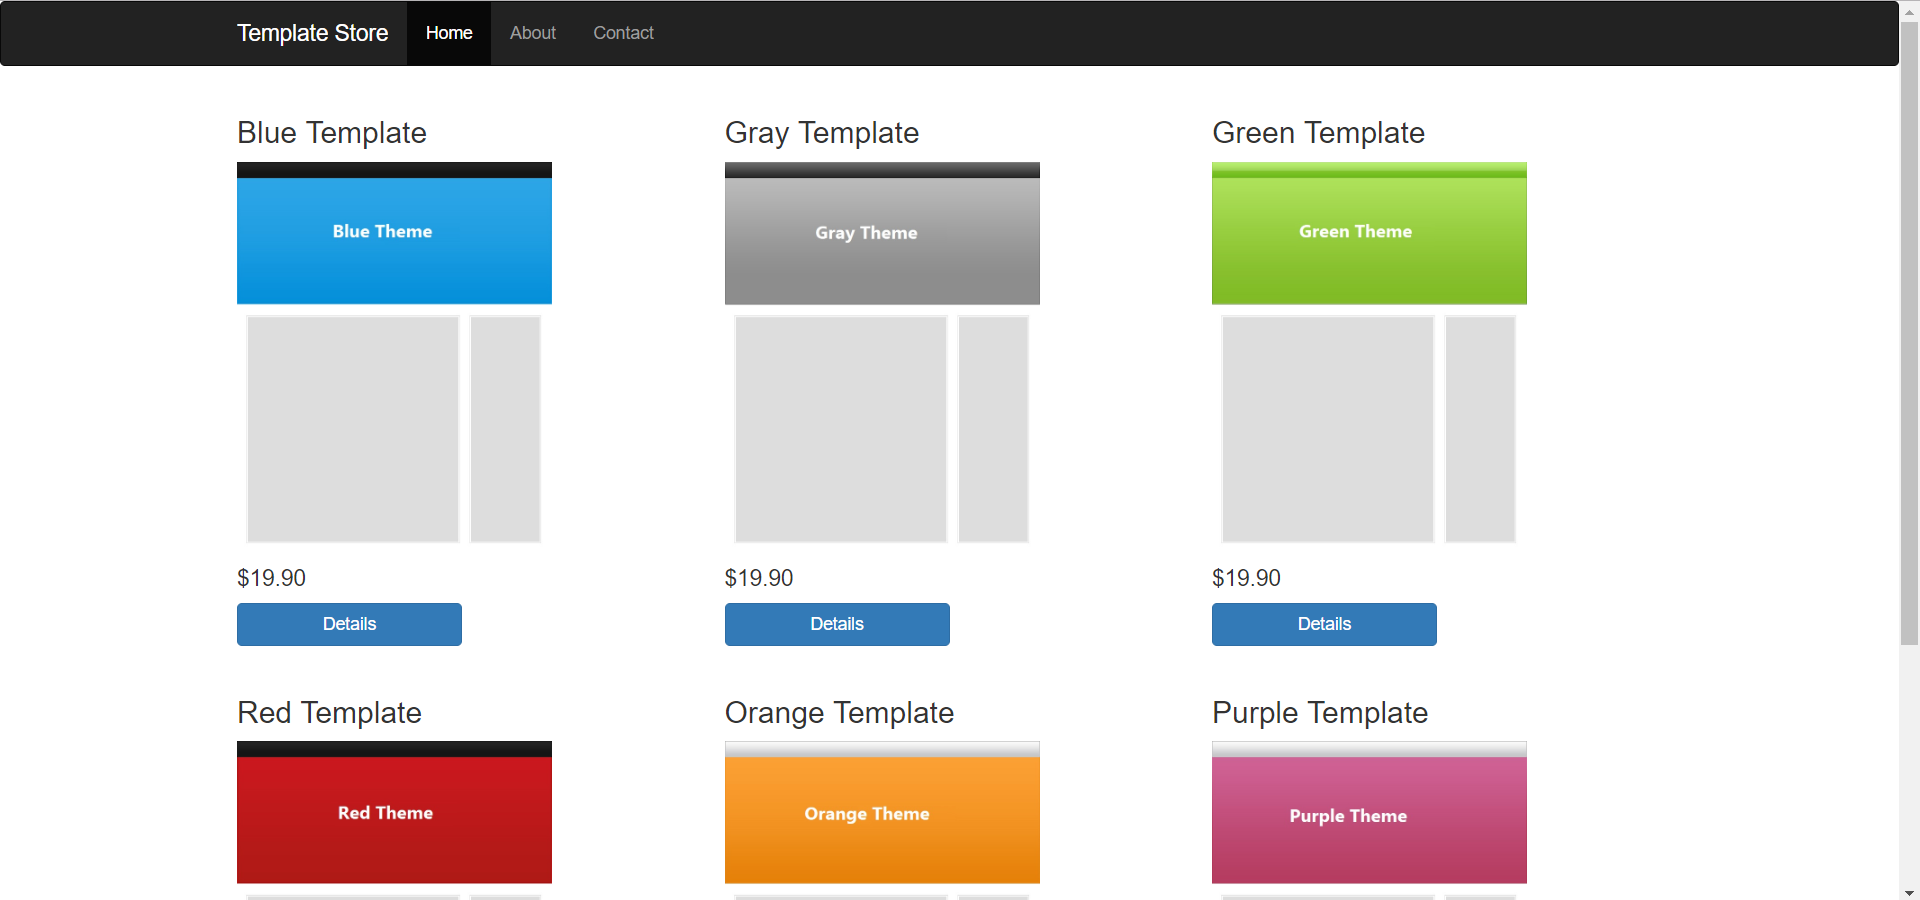 Template Store Home About Contact
Blue Template Gray Template Green Template
Blue Theme Gray Theme Green Theme
$19.90 $19.90 $19.90
Details Details Details
Red Template Orange Template Purple Template
Red Theme Orange Theme Purple Theme